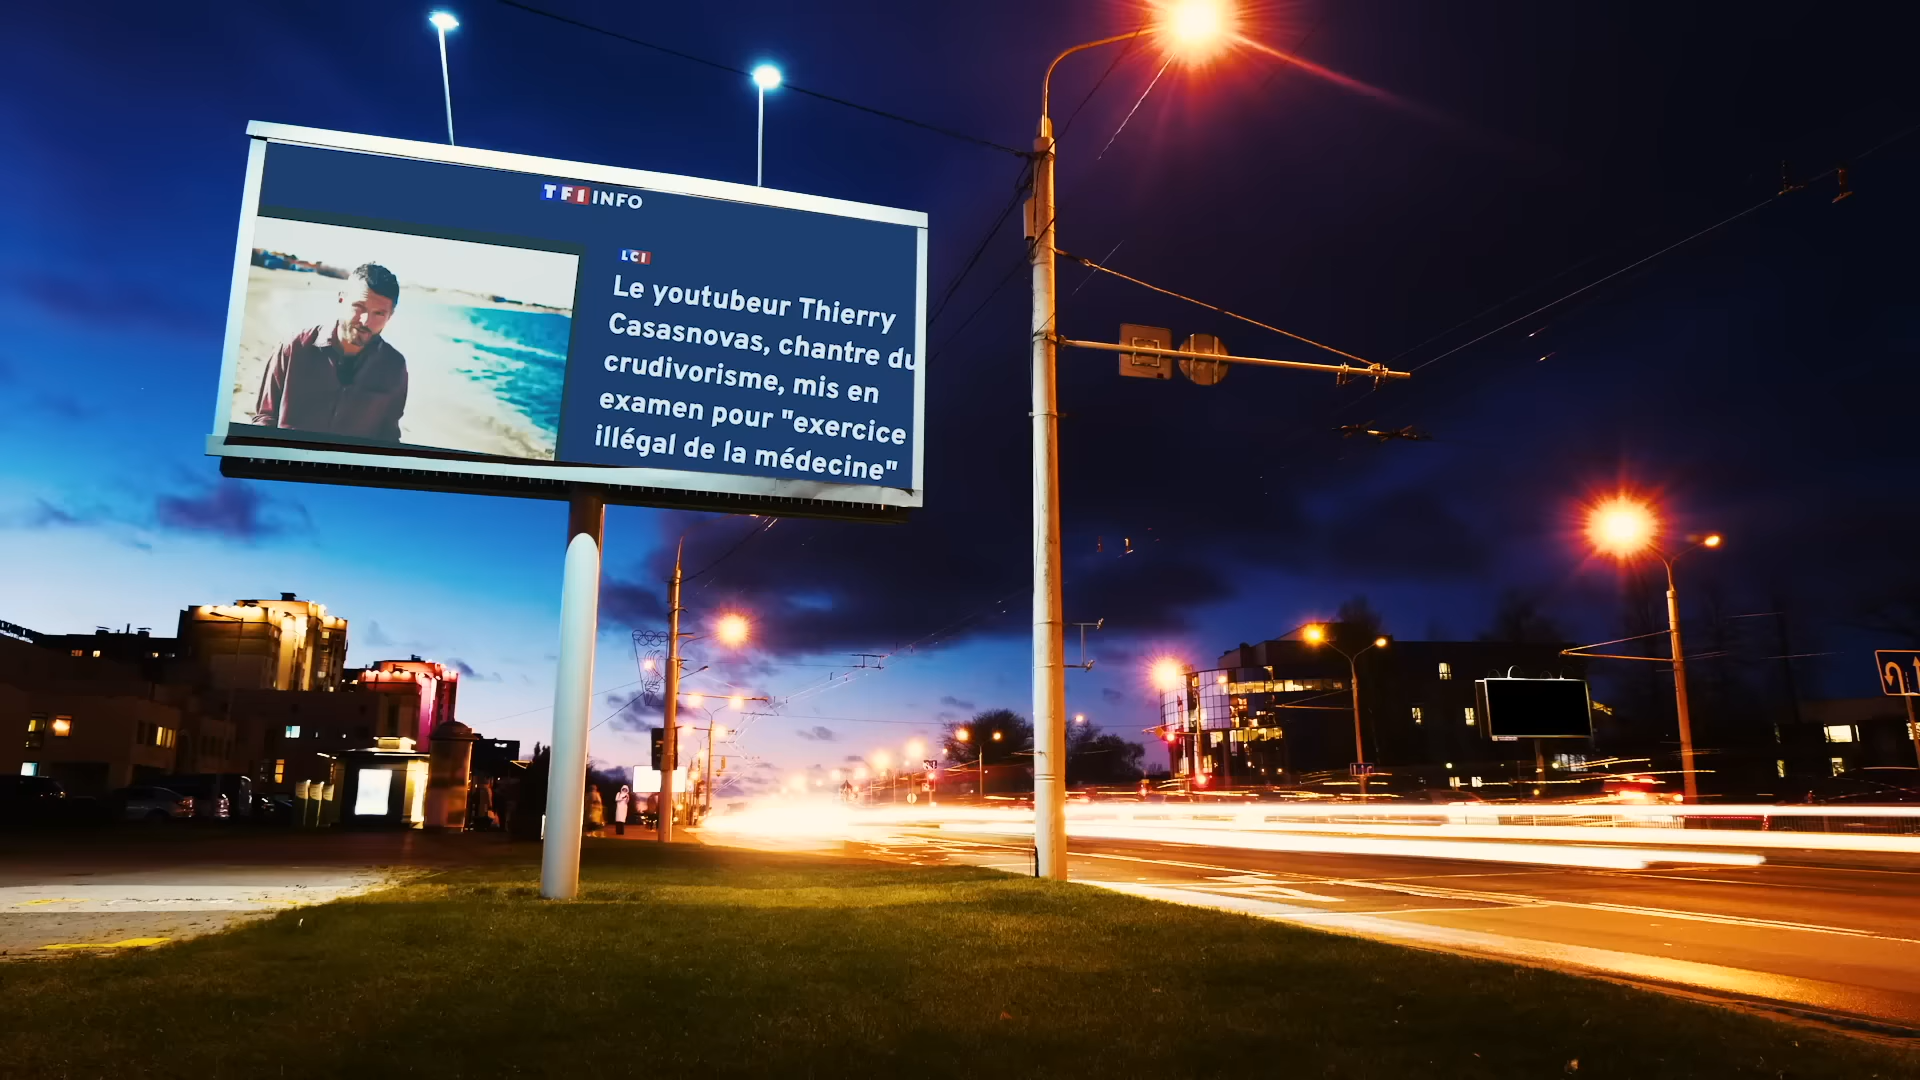 TF1 INFO
LCI
Le youtubeur Thierry
Casasnovas, chantre du
crudivorisme, mis en
examen pour "exercice
illégal de la médecine"